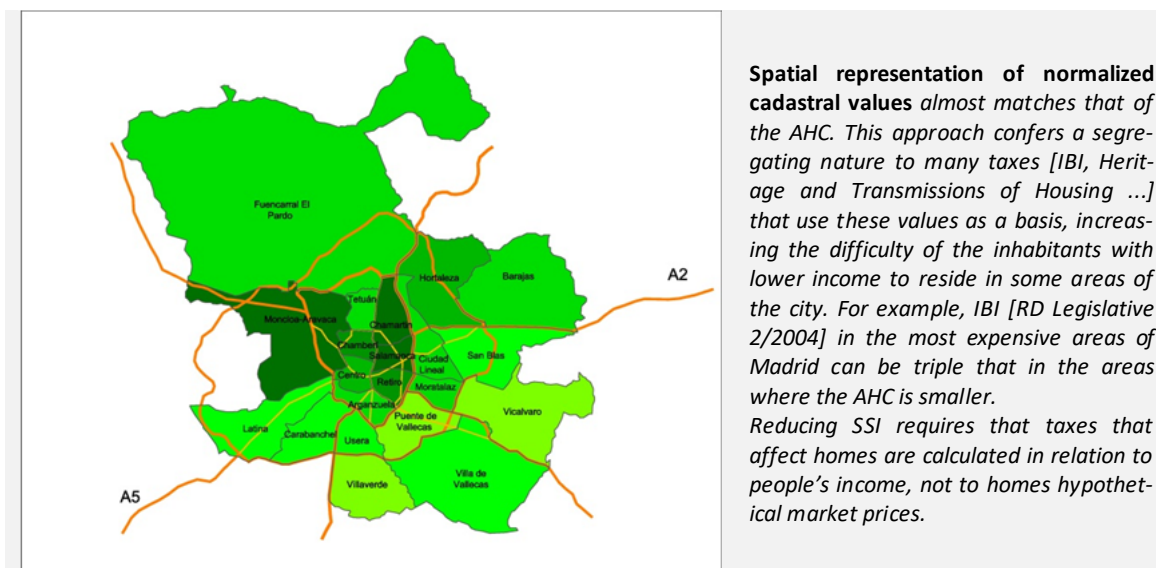 Fuencarral El
Pardo
Hortaleza
Barajas
A2
Tetuán
Moncloa-Aravaca
Chamartín
Chamberí
Salamanca
Ciudad
Lineal
San Blas
Centro
Retiro
Moratalaz
Arganzuela
Puente de
Vallecas
Vicalvaro
Latina
Carabanchel
Usera
Villa de
Vallecas
Villaverde
A5
Spatial representation of normalized
cadastral values almost matches that of
the AHC. This approach confers a segre-
gating nature to many taxes [IBI, Herit-
age and Transmissions of Housing ...]
that use these values as a basis, increas-
ing the difficulty of the inhabitants with
lower income to reside in some areas of
the city. For example, IBI [RD Legislative
2/2004] in the most expensive areas of
Madrid can be triple that in the areas
where the AHC is smaller.
Reducing SSI requires that taxes that
affect homes are calculated in relation to
people’s income, not to homes hypothet-
ical market prices.